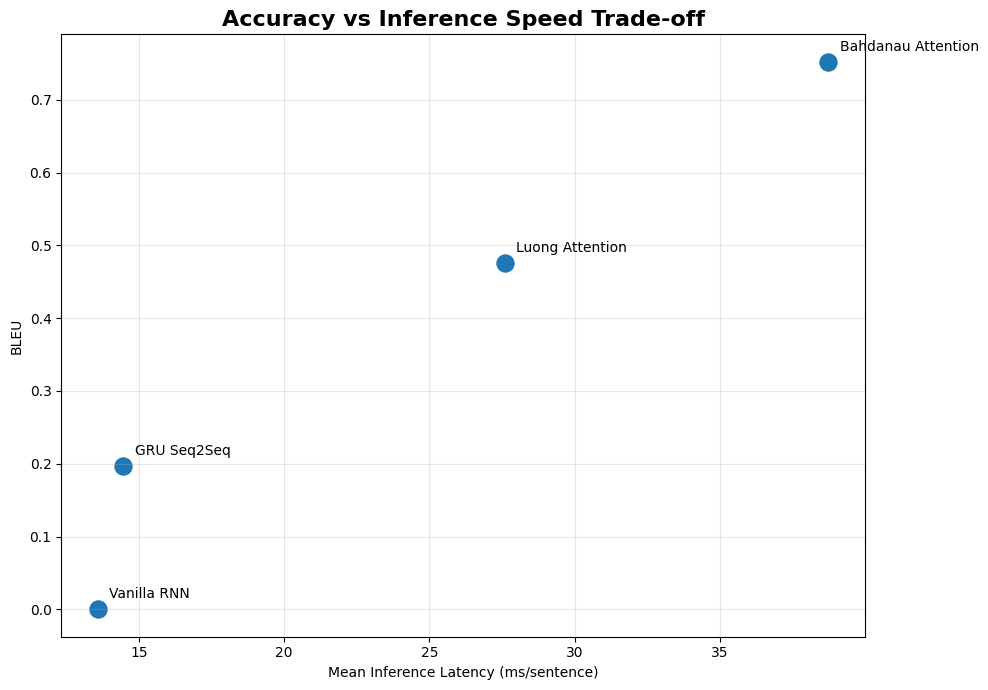 Accuracy vs Inference Speed Trade-off
Bahdanau Attention
0.7
0.6
0.5
Luong Attention
0.4
BLEU
0.3
GRU Seq2Seq
0.2
0.1
Vanilla RNN
0.0
15 20 25 30 35
Mean Inference Latency (ms/sentence)